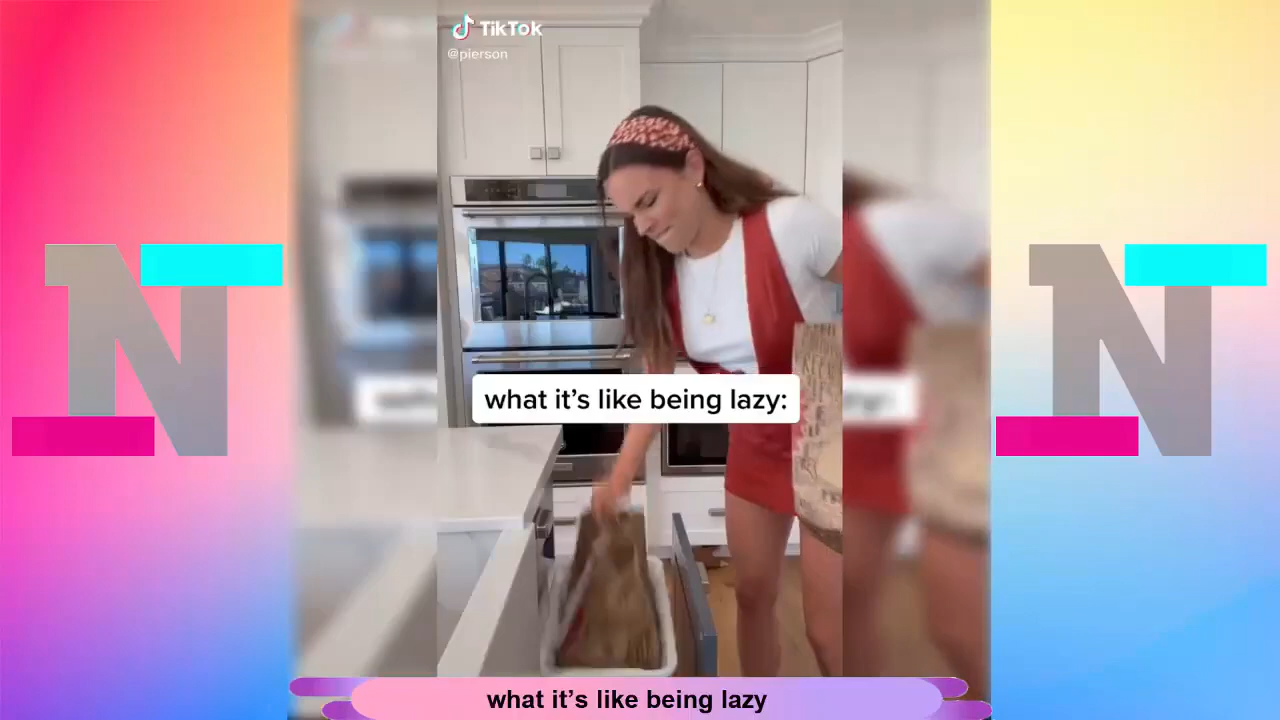 TikTok
@pierson
what it's like being lazy:
N
N
what it's like being lazy